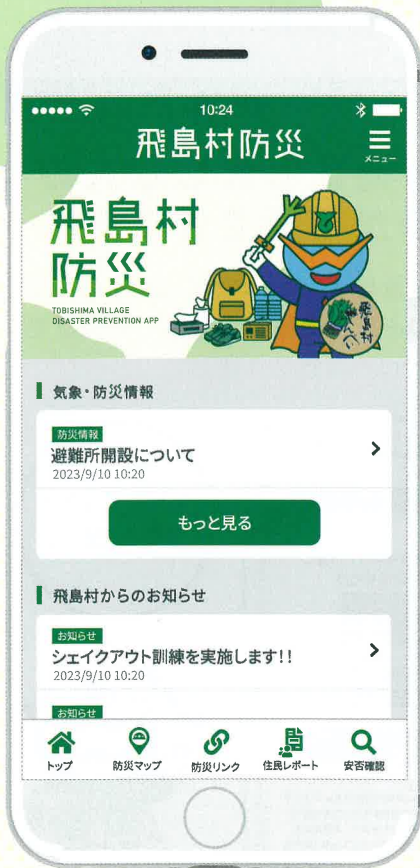 10:24
飛島村防災
メニュー
飛島村
防災
TOBISHIMA VILLAGE
DISASTER PREVENTION APP
飛島村
気象・防災情報
防災情報
避難所開設について
2023/9/10 10:20
もっと見る
飛島村からのお知らせ
お知らせ
シェイクアウト訓練を実施します!!
2023/9/10 10:20
お知らせ
トップ
防災マップ
防災リンク
住民レポート
安否確認